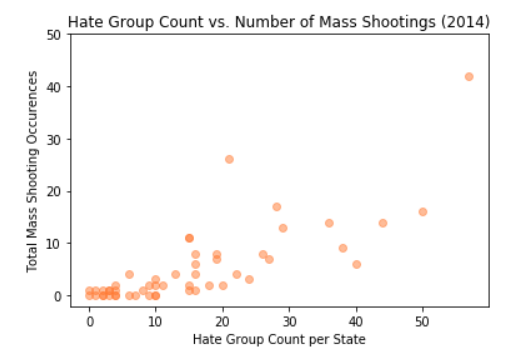 Hate Group Count vs. Number of Mass Shootings (2014)
50
40
30
20
10
0
Total Mass Shooting Occurences
0 10 20 30 40 50
Hate Group Count per State